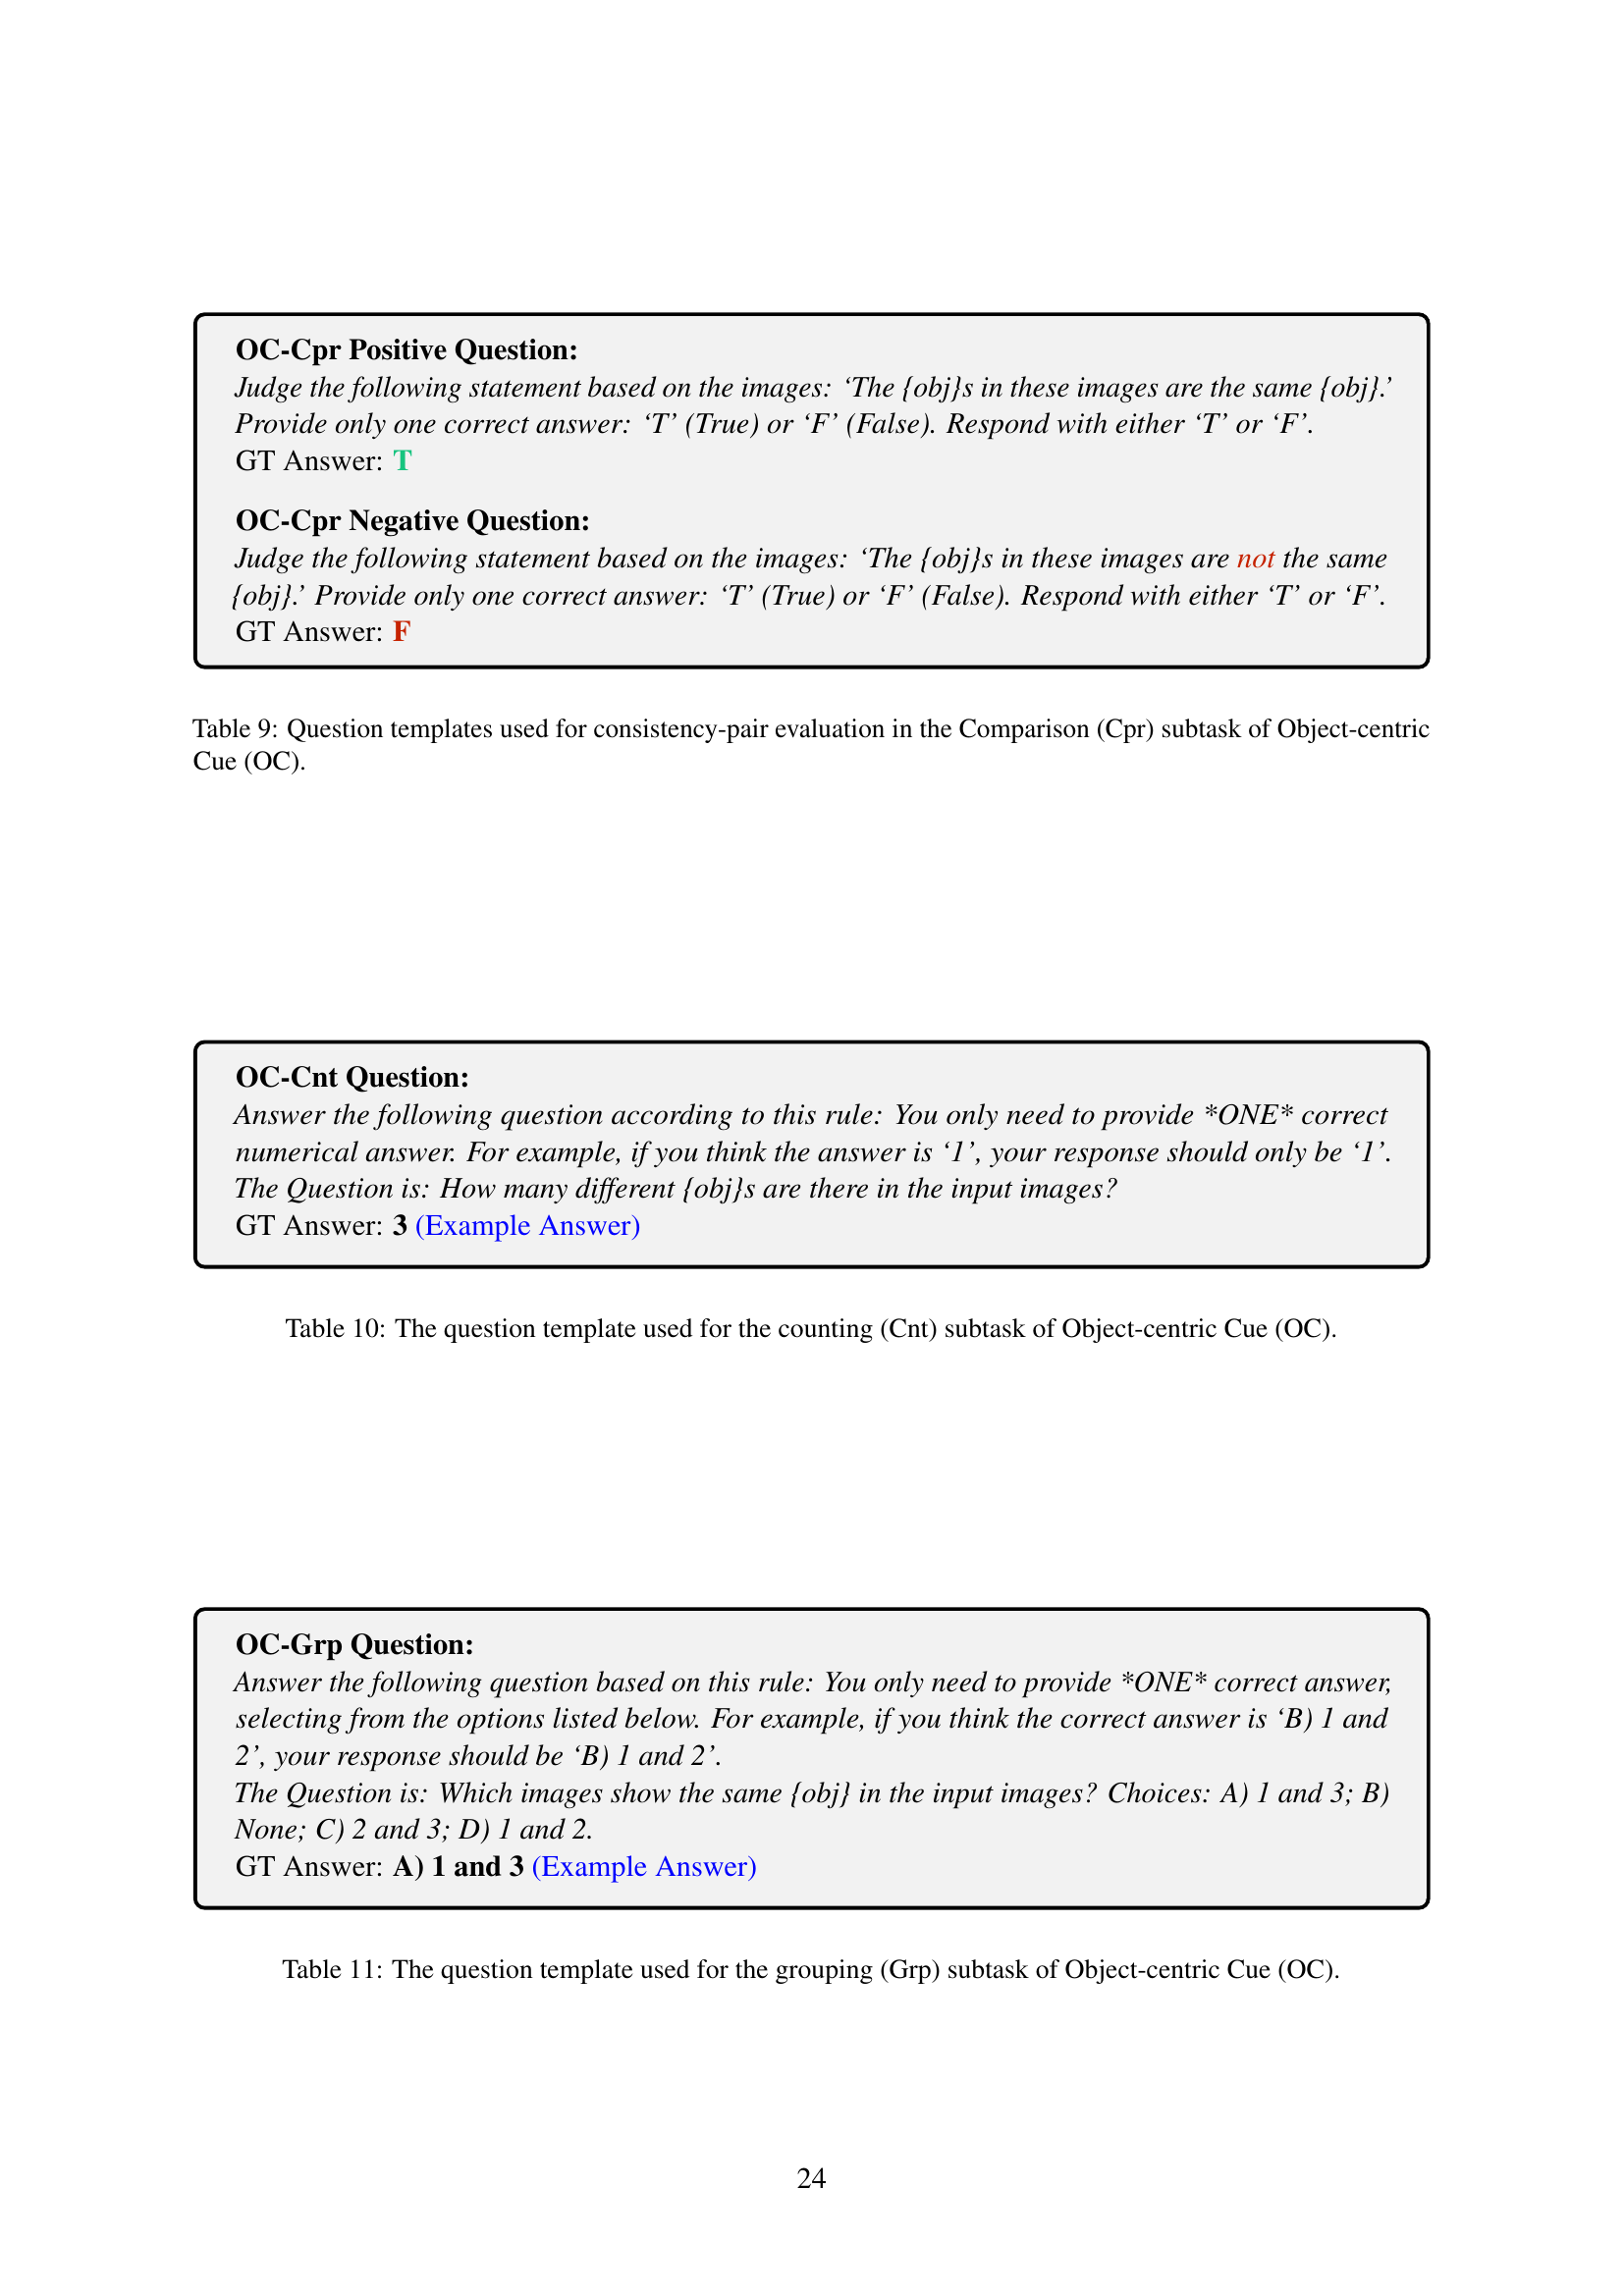 OC-Cpr Positive Question:
Judge the following statement based on the images: ‘The {obj}s in these images are the same {obj}.’
Provide only one correct answer: ‘T’ (True) or ‘F’ (False). Respond with either ‘T’ or ‘F’.
GT Answer: T
OC-Cpr Negative Question:
Judge the following statement based on the images: ‘The {obj}s in these images are not the same
{obj}.’ Provide only one correct answer: ‘T’ (True) or ‘F’ (False). Respond with either ‘T’ or ‘F’.
GT Answer: F
Table 9: Question templates used for consistency-pair evaluation in the Comparison (Cpr) subtask of Object-centric
Cue (OC).
OC-Cnt Question:
Answer the following question according to this rule: You only need to provide *ONE* correct
numerical answer. For example, if you think the answer is ‘1’, your response should only be ‘1’.
The Question is: How many different {obj}s are there in the input images?
GT Answer: 3 (Example Answer)
Table 10: The question template used for the counting (Cnt) subtask of Object-centric Cue (OC).
OC-Grp Question:
Answer the following question based on this rule: You only need to provide *ONE* correct answer,
selecting from the options listed below. For example, if you think the correct answer is ‘B) 1 and
2’, your response should be ‘B) 1 and 2’.
The Question is: Which images show the same {obj} in the input images? Choices: A) 1 and 3; B)
None; C) 2 and 3; D) 1 and 2.
GT Answer: A) 1 and 3 (Example Answer)
Table 11: The question template used for the grouping (Grp) subtask of Object-centric Cue (OC).
24